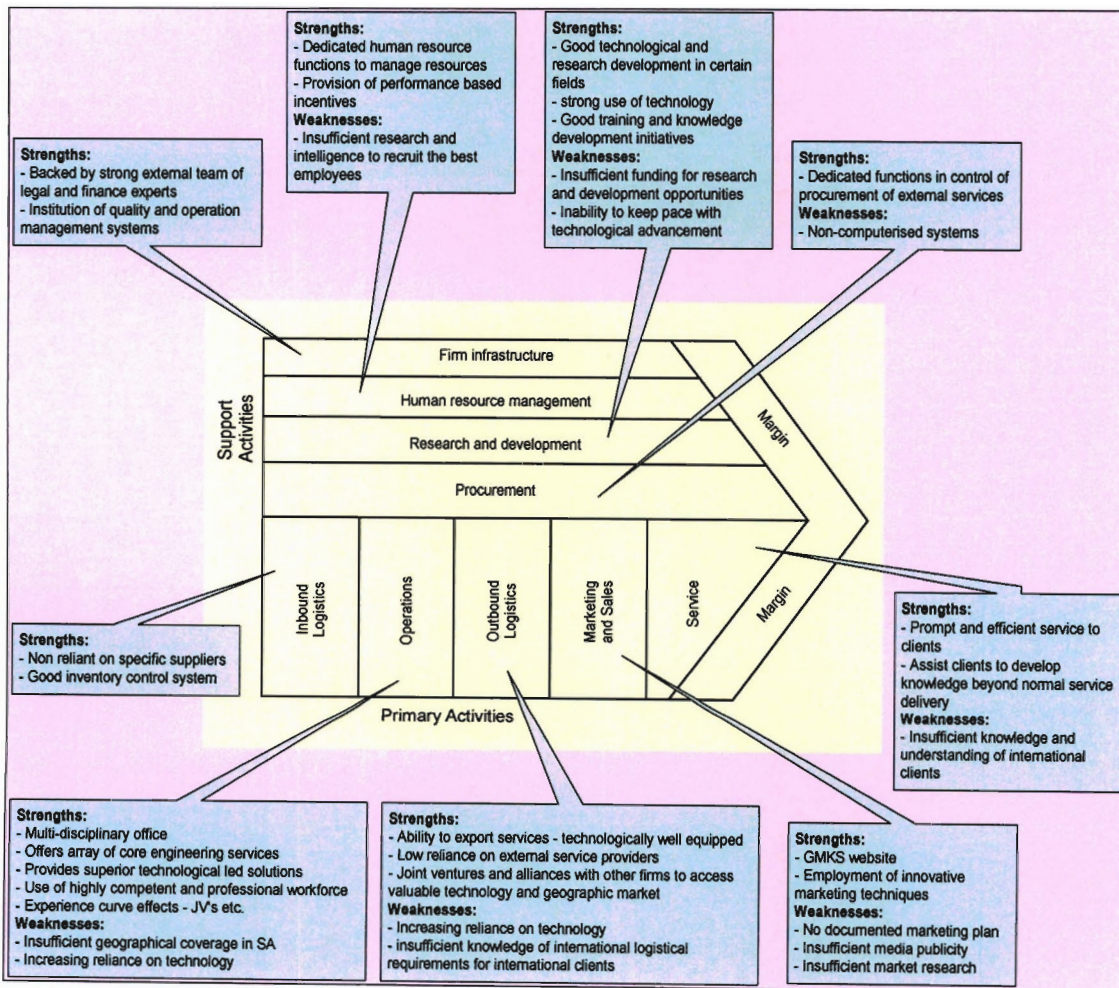 Strengths:
- Dedicated human resource
functions to manage resources
- Provision of performance based
incentives
Weaknesses:
- Insufficient research and
intelligence to recruit the best
employees
Strengths:
- Good technological and
research development in certain
fields
- strong use of technology
- Good training and knowledge
development initiatives
Weaknesses:
- Insufficient funding for research
and development opportunities
- Inability to keep pace with
technological advancement
Strengths:
- Backed by strong external team of
legal and finance experts
- Institution of quality and operation
management systems
Strengths:
- Dedicated functions in control of
procurement of external services
Weaknesses:
- Non-computerised systems
Support
Activities
Firm infrastructure
Human resource management
Research and development
Procurement
Margin
Inbound
Logistics
Operations
Outbound
Logistics
Marketing
and Sales
Service
Margin
Primary Activities
Strengths:
- Non reliant on specific suppliers
- Good inventory control system
Strengths:
- Prompt and efficient service to
clients
- Assist clients to develop
knowledge beyond normal service
delivery
Weaknesses:
- Insufficient knowledge and
understanding of international
clients
Strengths:
- Multi-disciplinary office
- Offers array of core engineering services
- Provides superior technological led solutions
- Use of highly competent and professional workforce
- Experience curve effects - JV's etc.
Weaknesses:
- Insufficient geographical coverage in SA
- Increasing reliance on technology
Strengths:
- Ability to export services - technologically well equipped
- Low reliance on external service providers
- Joint ventures and alliances with other firms to access
valuable technology and geographic market
Weaknesses:
- Increasing reliance on technology
- insufficient knowledge of international logistical
requirements for international clients
Strengths:
- GMKS website
- Employment of innovative
marketing techniques
Weaknesses:
- No documented marketing plan
- Insufficient media publicity
- Insufficient market research